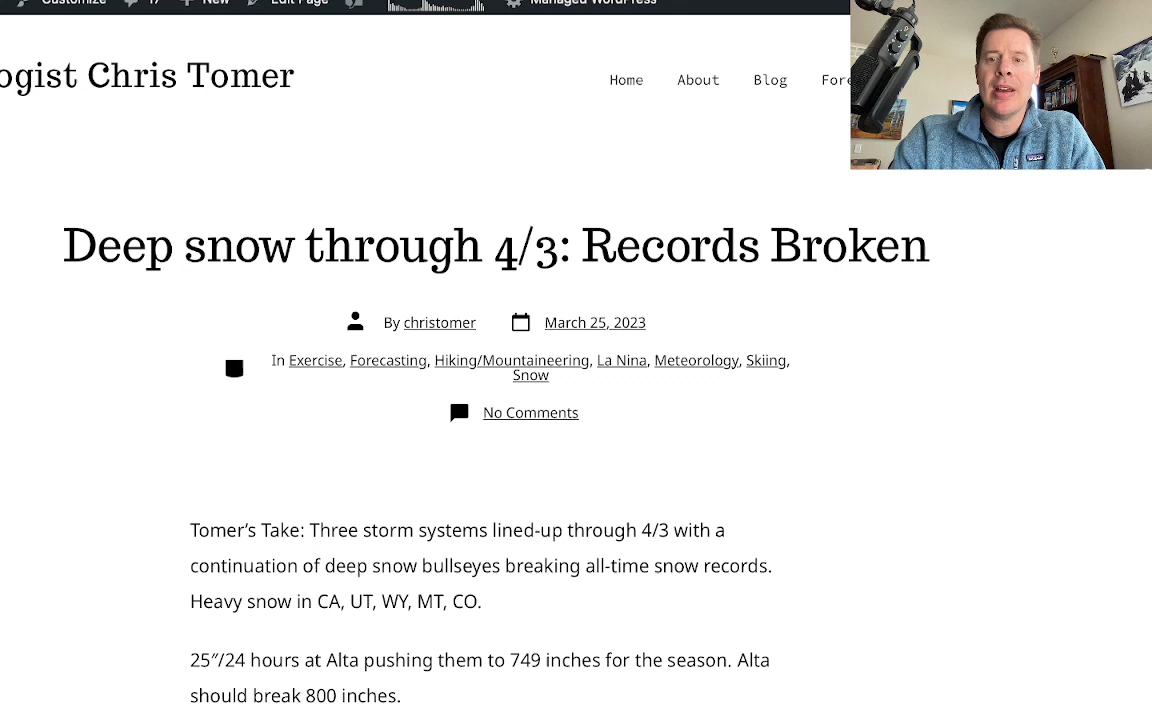 Customize 17 New Edit Page Managed WordPress
ogist Chris Tomer
Home About Blog Fore
Deep snow through 4/3: Records Broken
By christomer March 25, 2023
In Exercise, Forecasting, Hiking/Mountaineering, La Nina, Meteorology, Skiing,
Snow
No Comments
Tomer’s Take: Three storm systems lined-up through 4/3 with a
continuation of deep snow bullseyes breaking all-time snow records.
Heavy snow in CA, UT, WY, MT, CO.
25″/24 hours at Alta pushing them to 749 inches for the season. Alta
should break 800 inches.